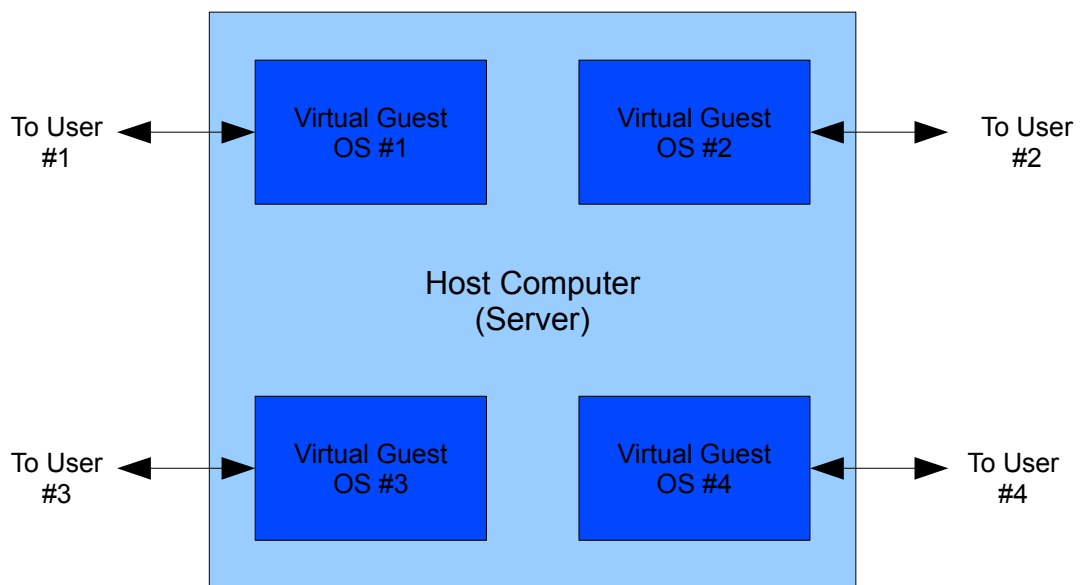 To User
#1
Virtual Guest
OS #1
Virtual Guest
OS #2
To User
#2
Host Computer
(Server)
To User
#3
Virtual Guest
OS #3
Virtual Guest
OS #4
To User
#4